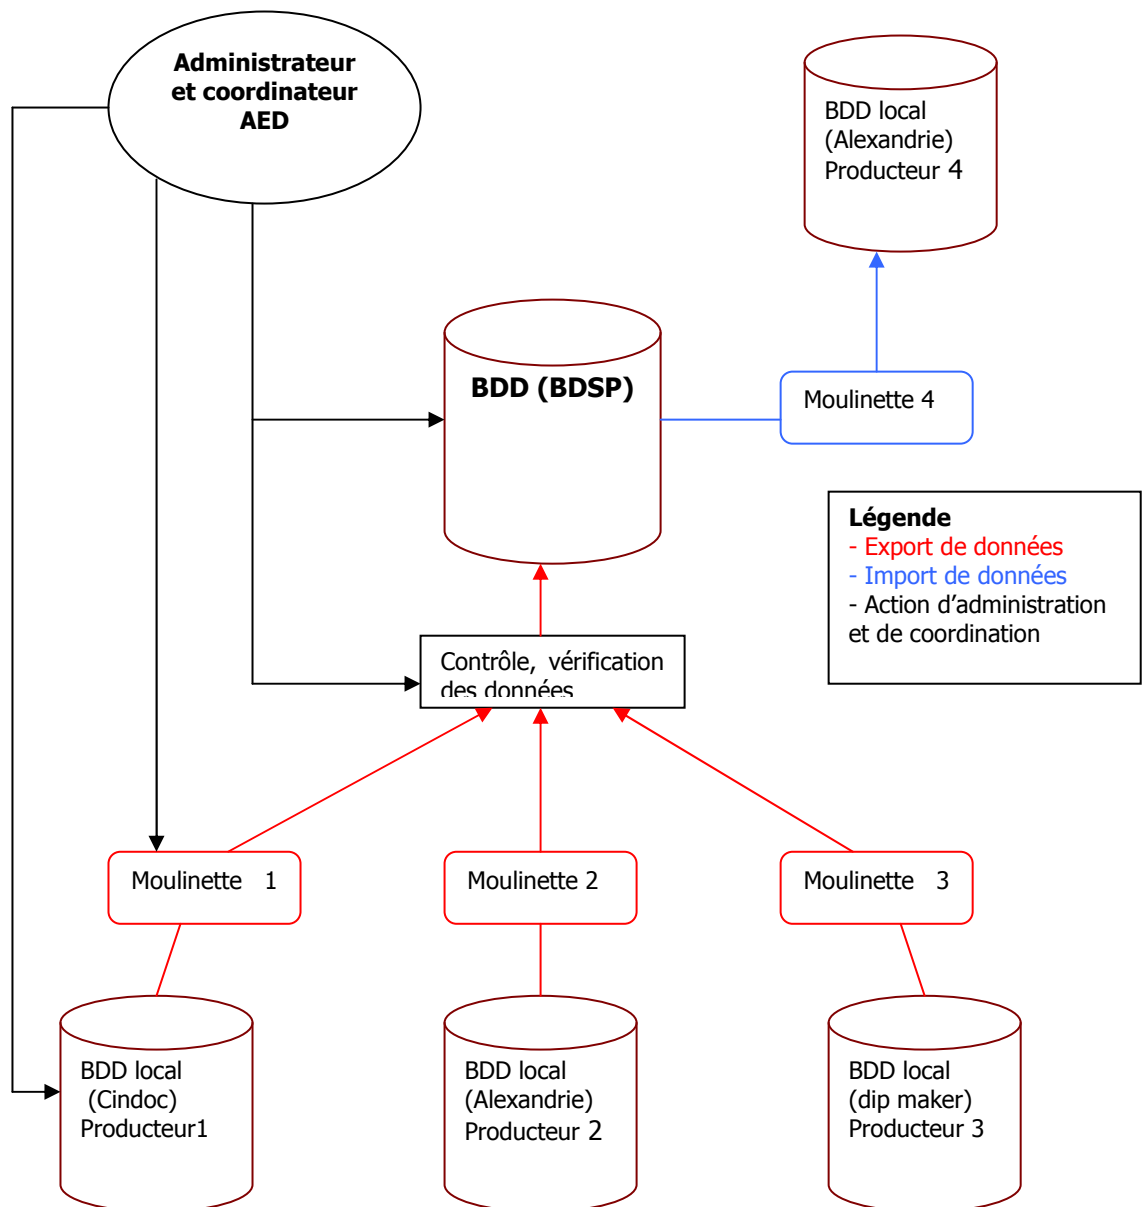 Administrateur
et coordinateur
AED
BDD local
(Alexandrie)
Producteur 4
BDD (BDSP)
Moulinette 4
Légende
- Export de données
- Import de données
- Action d’administration
et de coordination
Contrôle, vérification
des données
Moulinette 1
Moulinette 2
Moulinette 3
BDD local
(Cindoc)
Producteur1
BDD local
(Alexandrie)
Producteur 2
BDD local
(dip maker)
Producteur 3